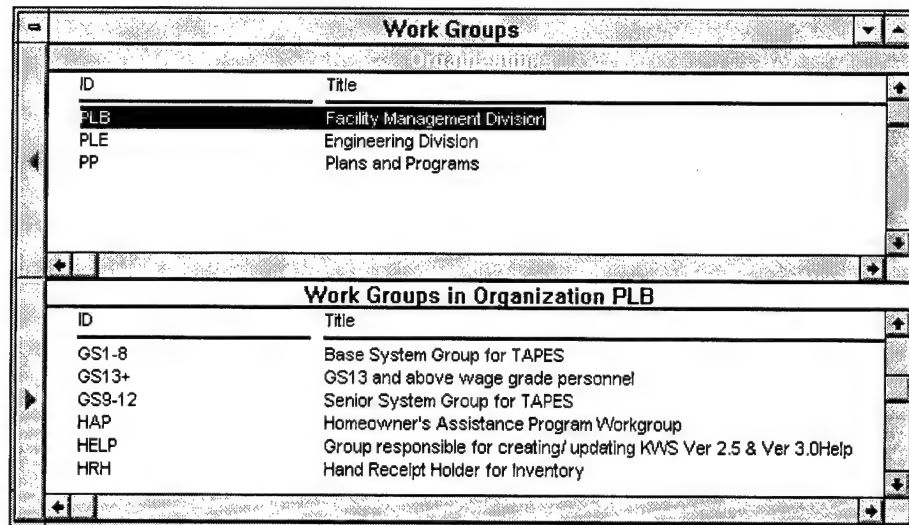 Work Groups
Organization
ID Title
PLB Facility Management Division
PLE Engineering Division
PP Plans and Programs
Work Groups in Organization PLB
ID Title
GS1-8 Base System Group for TAPES
GS13+ GS13 and above wage grade personnel
GS9-12 Senior System Group for TAPES
HAP Homeowner's Assistance Program Workgroup
HELP Group responsible for creating/ updating KWS Ver 2.5 & Ver 3.0Help
HRH Hand Receipt Holder for Inventory